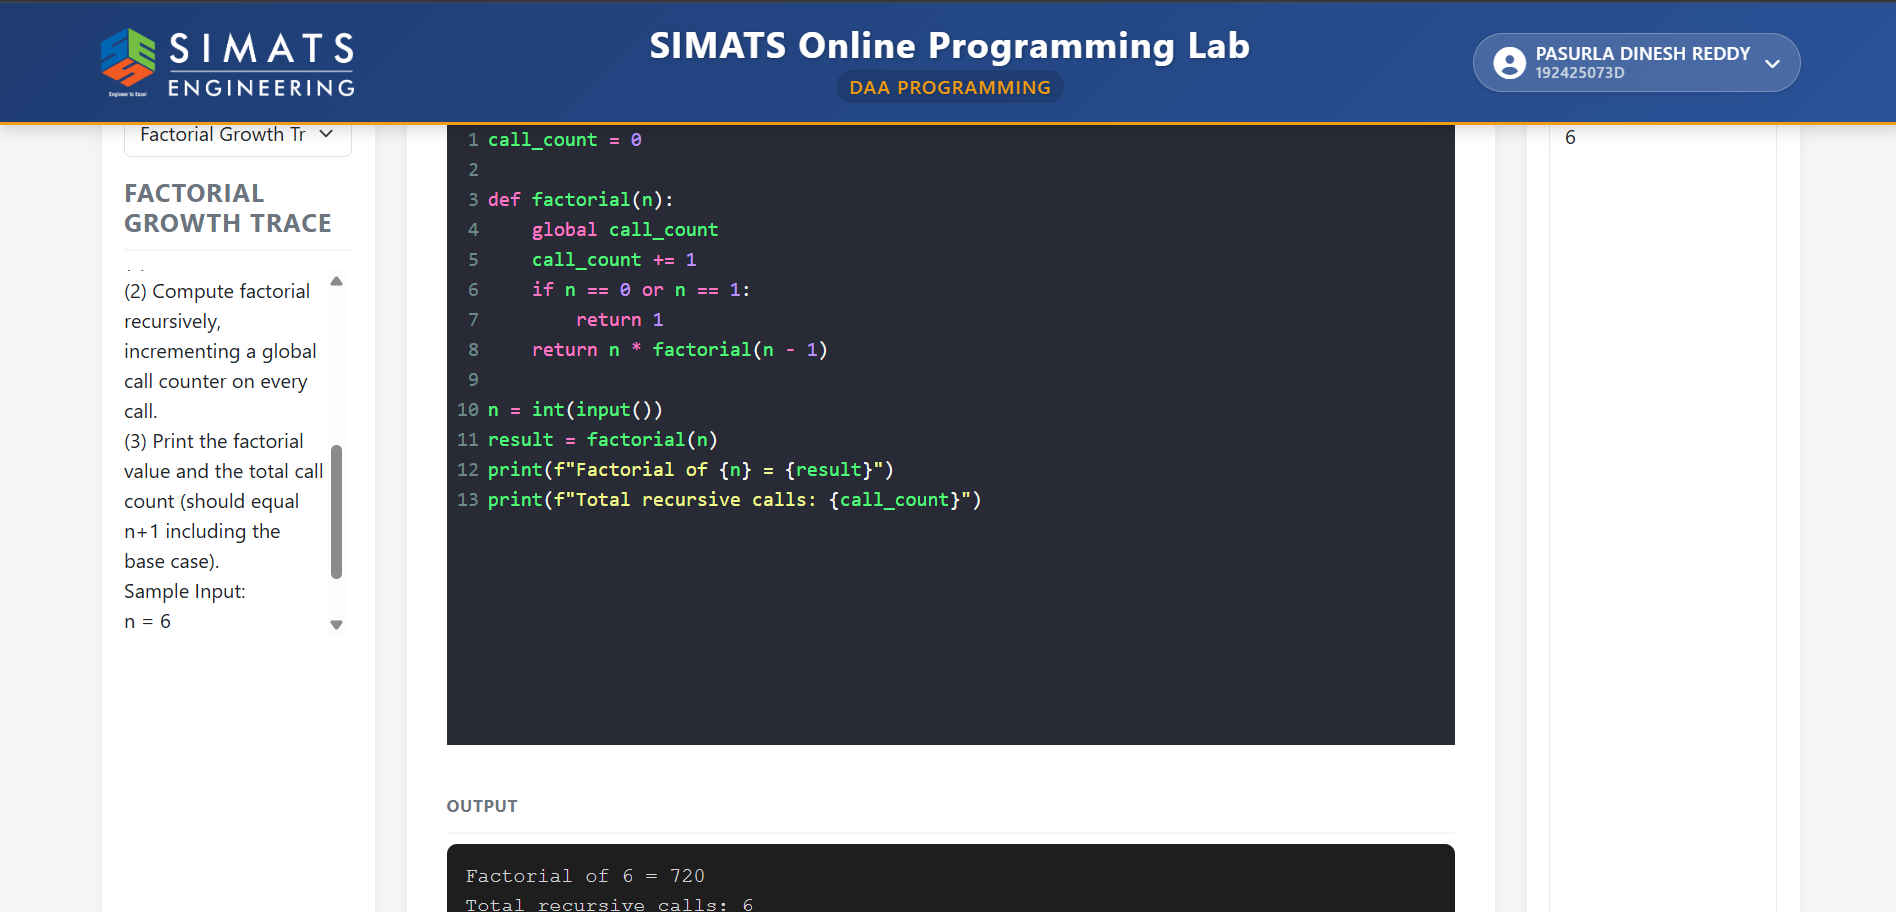 SIMATS
ENGINEERING
Engineer to Excel
SIMATS Online Programming Lab
DAA PROGRAMMING
PASURLA DINESH REDDY
192425073D
Factorial Growth Tr
FACTORIAL
GROWTH TRACE
(2) Compute factorial
recursively,
incrementing a global
call counter on every
call.
(3) Print the factorial
value and the total call
count (should equal
n+1 including the
base case).
Sample Input:
n = 6
1 call_count = 0
2
3 def factorial(n):
4     global call_count
5     call_count += 1
6     if n == 0 or n == 1:
7         return 1
8     return n * factorial(n - 1)
9
10 n = int(input())
11 result = factorial(n)
12 print(f"Factorial of {n} = {result}")
13 print(f"Total recursive calls: {call_count}")
OUTPUT
Factorial of 6 = 720
Total recursive calls: 6
6